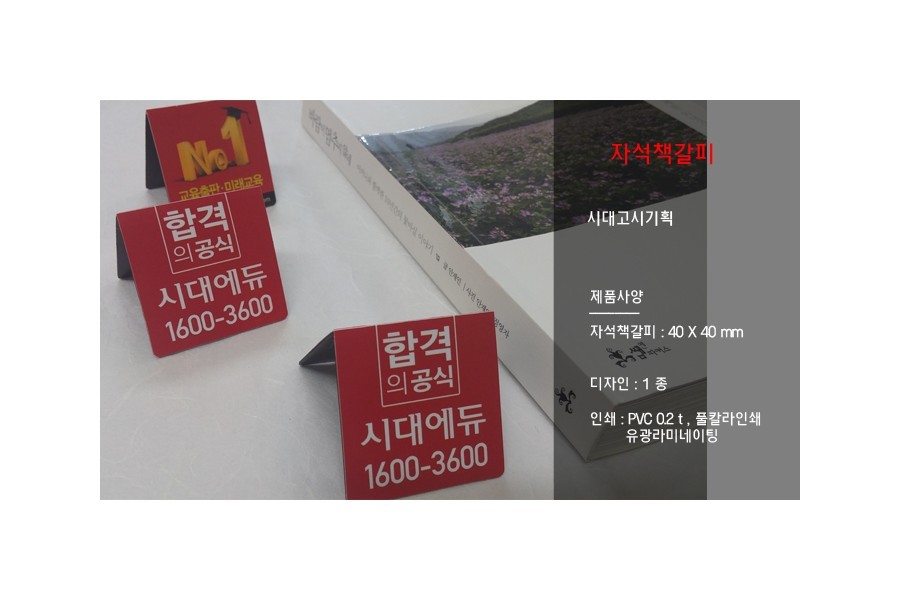 No1
교육출판·미래교육
합격
의공식
시대에듀
1600-3600
합격
의공식
시대에듀
1600-3600
자석책갈피
시대고시기획
제품사양
자석책갈피 : 40 X 40 mm
디자인 : 1 종
인쇄 : PVC 0.2 t , 풀칼라인쇄
유광라미네이팅